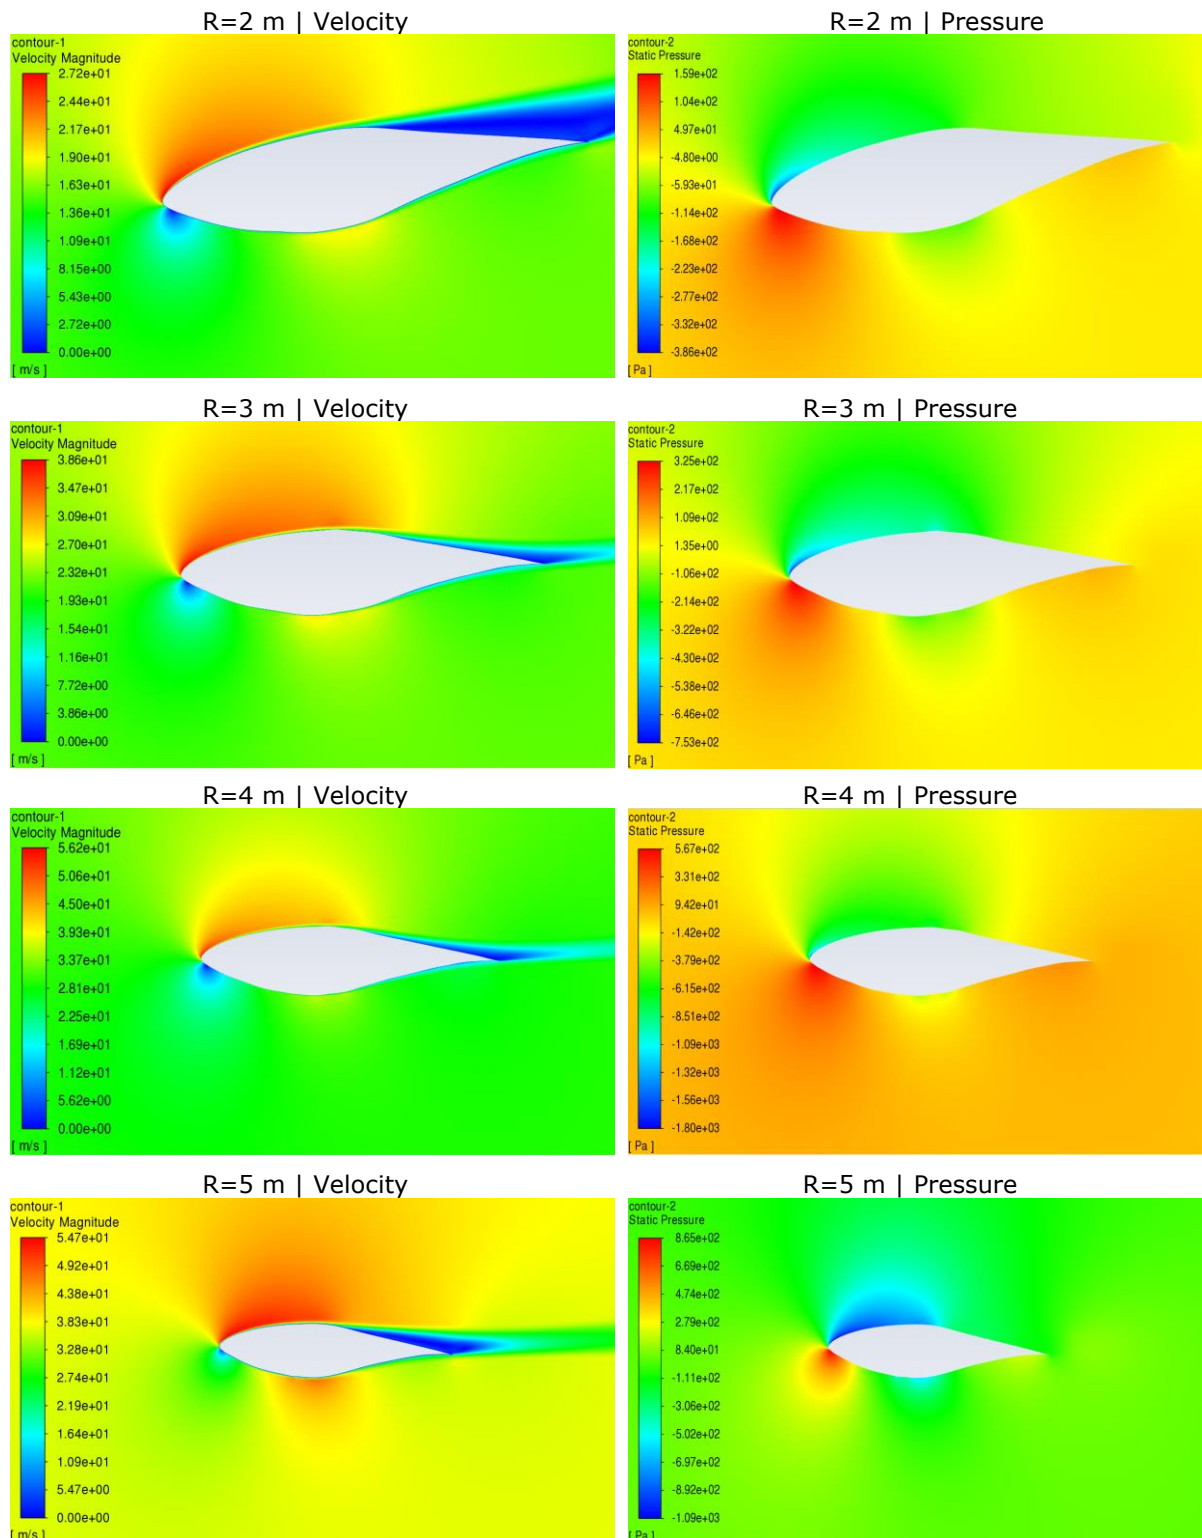 R=2 m | Velocity
contour-1
Velocity Magnitude
2.72e+01
2.44e+01
2.17e+01
1.90e+01
1.63e+01
1.36e+01
1.09e+01
8.15e+00
5.43e+00
2.72e+00
0.00e+00
[ m/s ]
R=2 m | Pressure
contour-2
Static Pressure
1.59e+02
1.04e+02
4.97e+01
-4.80e+00
-5.93e+01
-1.14e+02
-1.68e+02
-2.23e+02
-2.77e+02
-3.32e+02
-3.86e+02
[ Pa ]
R=3 m | Velocity
contour-1
Velocity Magnitude
3.86e+01
3.47e+01
3.09e+01
2.70e+01
2.32e+01
1.93e+01
1.54e+01
1.16e+01
7.72e+00
3.86e+00
0.00e+00
[ m/s ]
R=3 m | Pressure
contour-2
Static Pressure
3.25e+02
2.17e+02
1.09e+02
1.35e+00
-1.06e+02
-2.14e+02
-3.22e+02
-4.30e+02
-5.38e+02
-6.46e+02
-7.53e+02
[ Pa ]
R=4 m | Velocity
contour-1
Velocity Magnitude
5.62e+01
5.06e+01
4.50e+01
3.93e+01
3.37e+01
2.81e+01
2.25e+01
1.69e+01
1.12e+01
5.62e+00
0.00e+00
[ m/s ]
R=4 m | Pressure
contour-2
Static Pressure
5.67e+02
3.31e+02
9.42e+01
-1.42e+02
-3.79e+02
-6.15e+02
-8.51e+02
-1.09e+03
-1.32e+03
-1.56e+03
-1.80e+03
[ Pa ]
R=5 m | Velocity
contour-1
Velocity Magnitude
5.47e+01
4.92e+01
4.38e+01
3.83e+01
3.28e+01
2.74e+01
2.19e+01
1.64e+01
1.09e+01
5.47e+00
0.00e+00
[ m/s ]
R=5 m | Pressure
contour-2
Static Pressure
8.65e+02
6.69e+02
4.74e+02
2.79e+02
8.40e+01
-1.11e+02
-3.06e+02
-5.02e+02
-6.97e+02
-8.92e+02
-1.09e+03
[ Pa ]